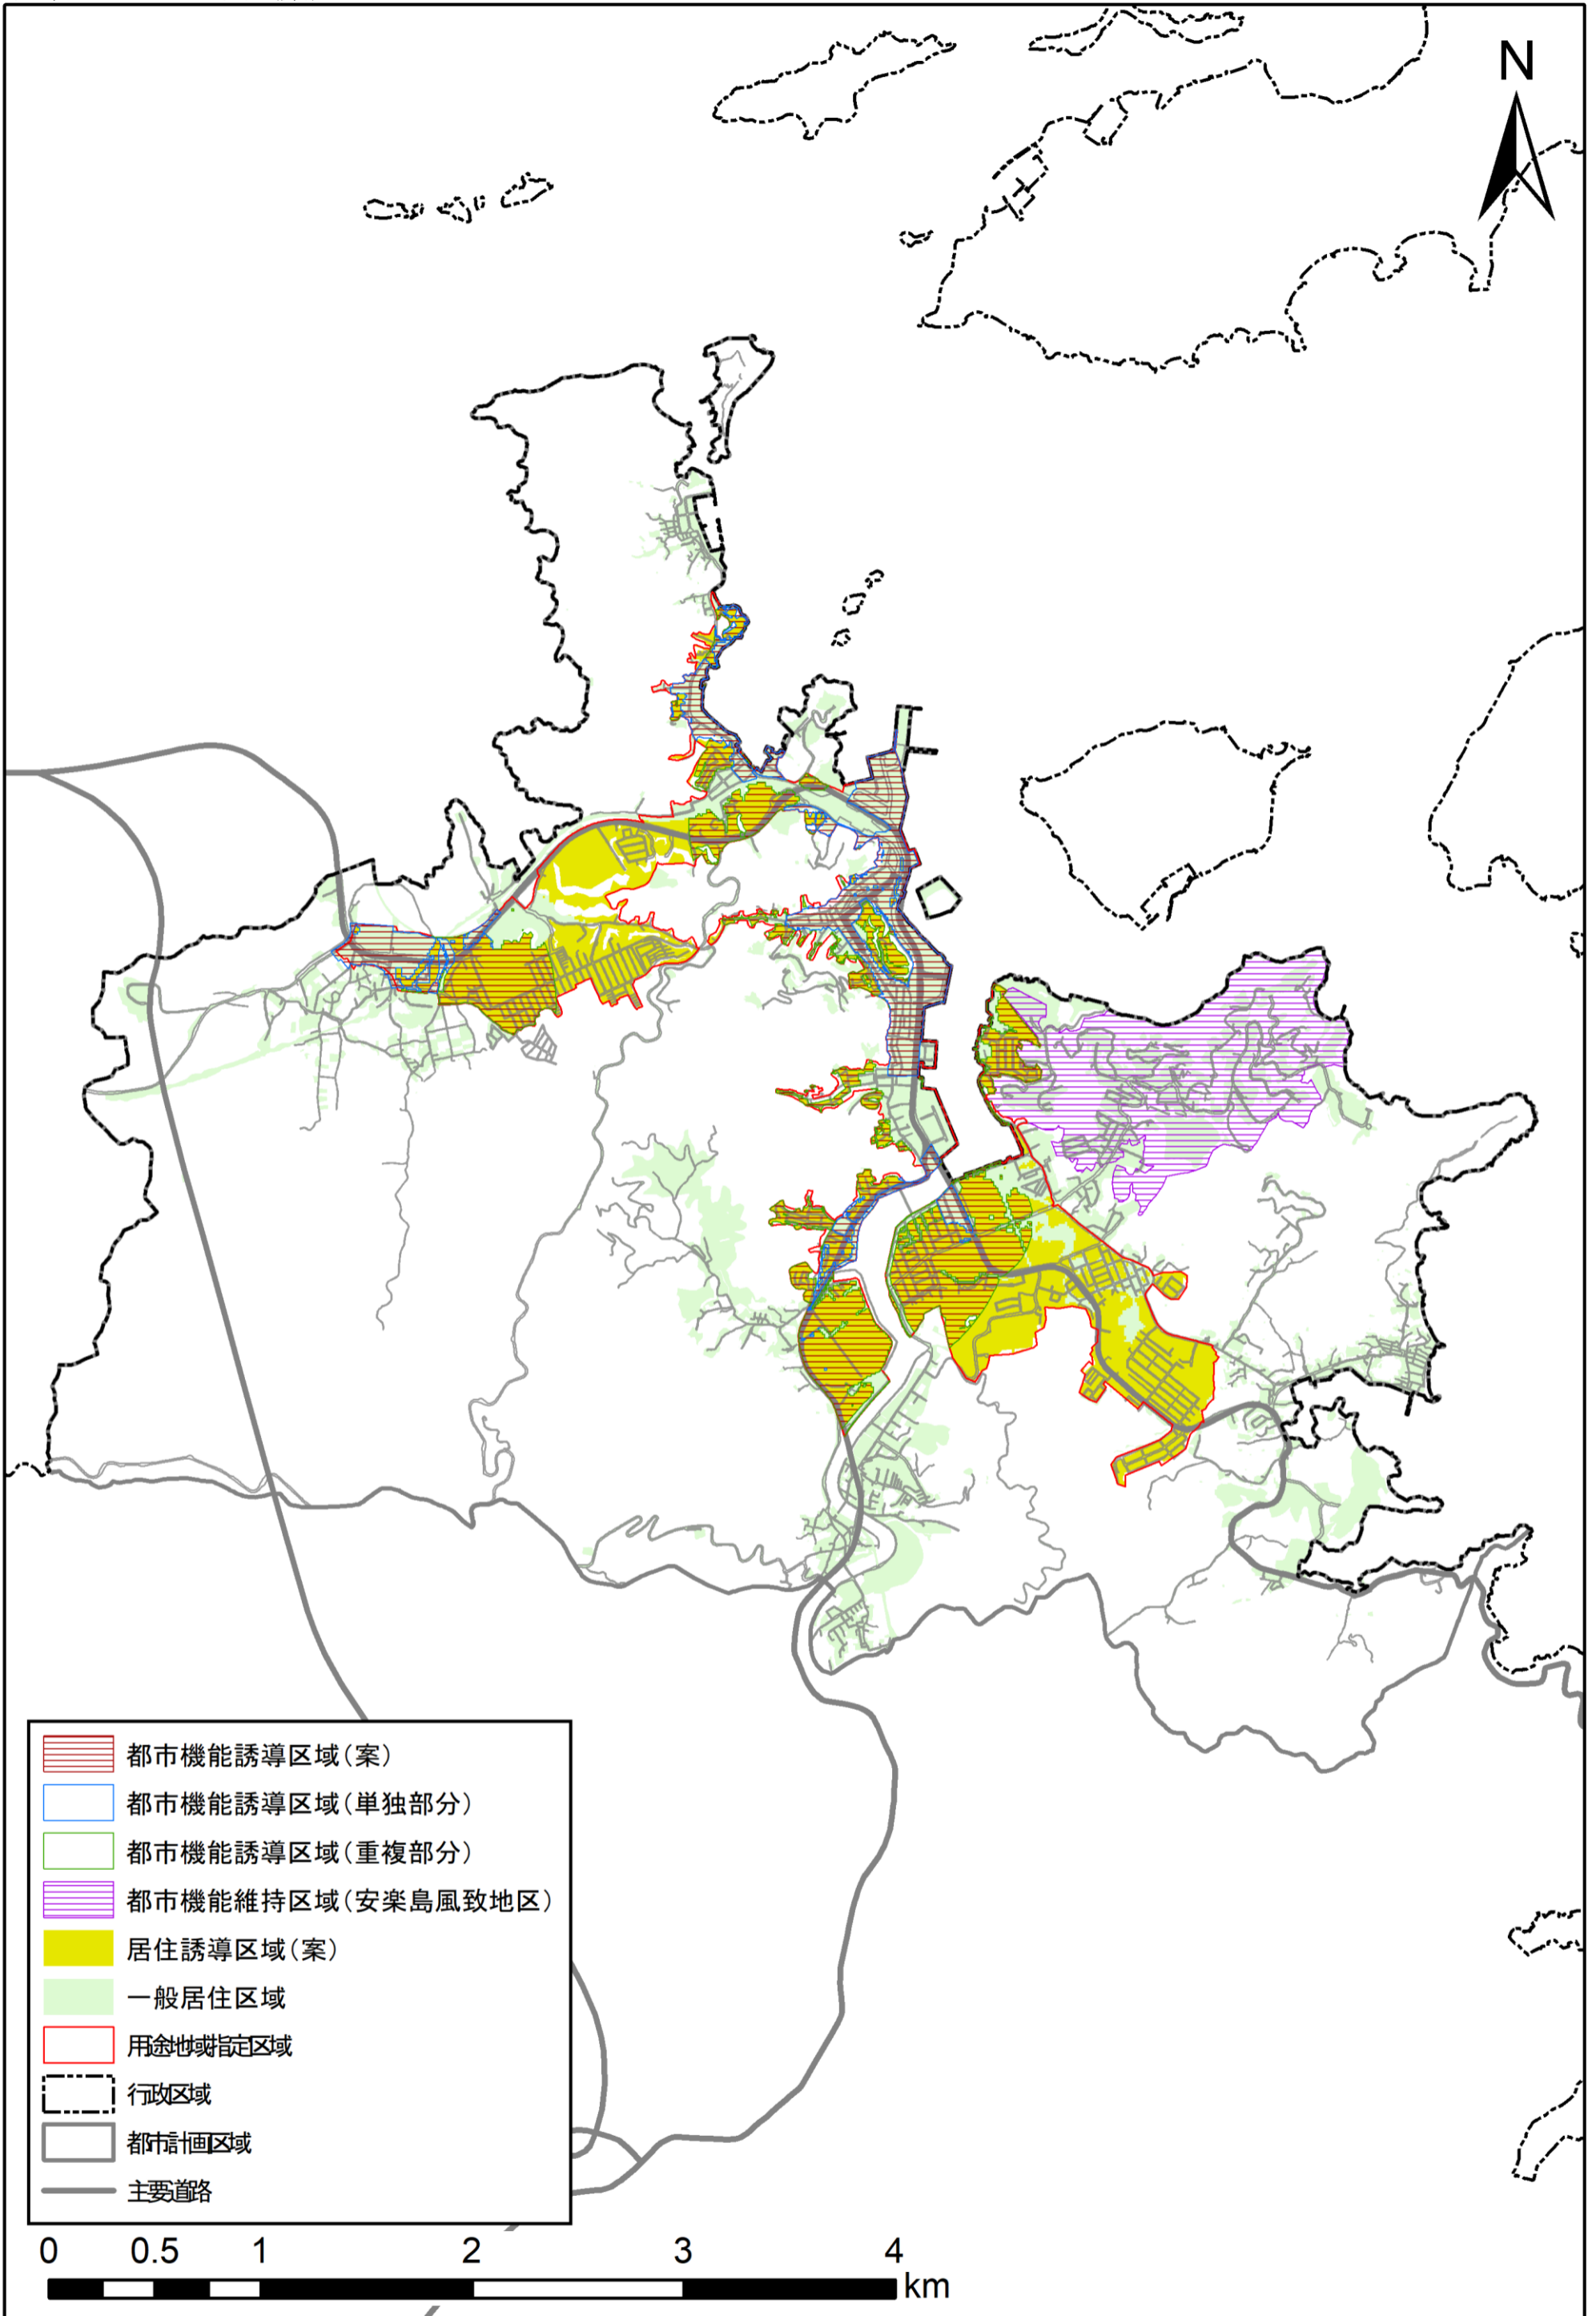 N
都市機能誘導区域(案)
都市機能誘導区域(単独部分)
都市機能誘導区域(重複部分)
都市機能維持区域(安楽島風致地区)
居住誘導区域(案)
一般居住区域
用途地域指定区域
行政区域
都市計画区域
主要道路
0 0.5 1 2 3 4
km